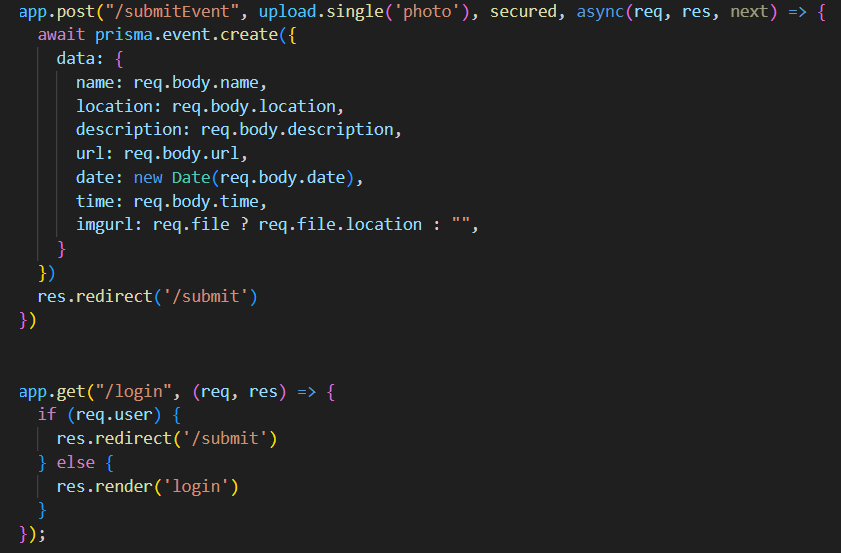 app.post("/submitEvent", upload.single('photo'), secured, async(req, res, next) => {
  await prisma.event.create({
    data: {
      name: req.body.name,
      location: req.body.location,
      description: req.body.description,
      url: req.body.url,
      date: new Date(req.body.date),
      time: req.body.time,
      imgurl: req.file ? req.file.location : "",
    }
  })
  res.redirect('/submit')
})
app.get("/login", (req, res) => {
  if (req.user) {
    res.redirect('/submit')
  } else {
    res.render('login')
  }
});